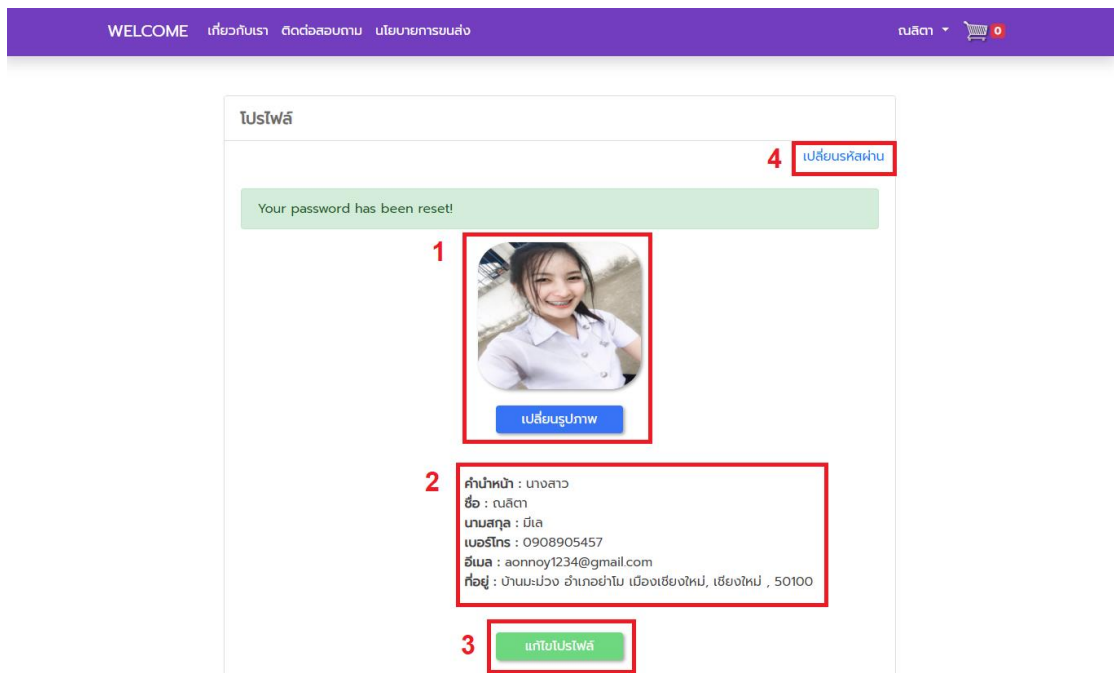 WELCOME เกี่ยวกับเรา ติดต่อสอบถาม นโยบายการขนส่ง ณลิตา 0
โปรไฟล์
4 เปลี่ยนรหัสผ่าน
Your password has been reset!
1
เปลี่ยนรูปภาพ
2
คำนำหน้า : นางสาว
ชื่อ : ณลิตา
นามสกุล : มีเล
เบอร์โทร : 0908905457
อีเมล : aonnoy1234@gmail.com
ที่อยู่ : บ้านมะม่วง อำเภอย่าโม เมืองเชียงใหม่, เชียงใหม่ , 50100
3 แก้ไขโปรไฟล์